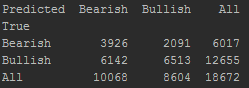 Predicted  Bearish  Bullish    All
True
Bearish       3926     2091   6017
Bullish       6142     6513  12655
All          10068     8604  18672